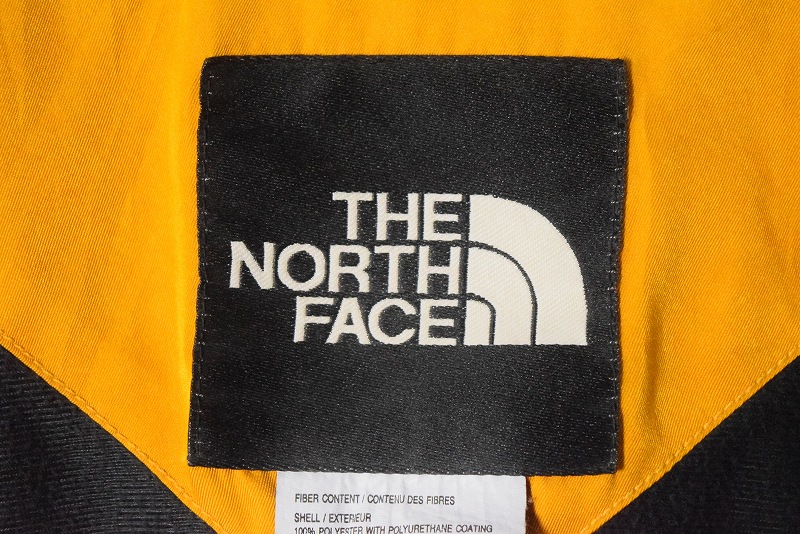 THE
NORTH
FACE
FIBER CONTENT / CONTENU DES FIBRES
SHELL / EXTERIEUR
100% POLYESTER WITH POLYURETHANE COATING